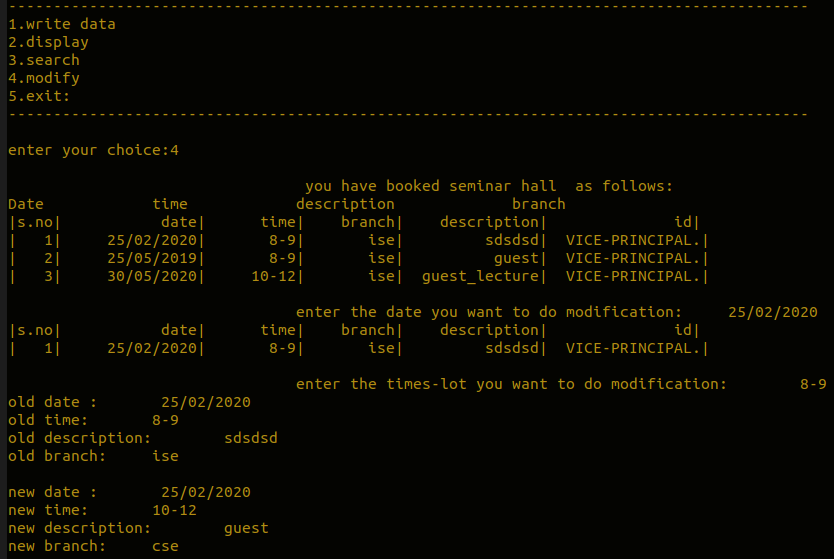 -----------------------------------------------------------------------------------------
1.write data
2.display
3.search
4.modify
5.exit:
-----------------------------------------------------------------------------------------
enter your choice:4
you have booked seminar hall  as follows:
Date            time            description             branch
|s.no|           date|      time|    branch|    description|              id|
|   1|     25/02/2020|       8-9|       ise|         sdsdsd|  VICE-PRINCIPAL.|
|   2|     25/05/2019|       8-9|       ise|          guest|  VICE-PRINCIPAL.|
|   3|     30/05/2020|     10-12|       ise|  guest_lecture|  VICE-PRINCIPAL.|
enter the date you want to do modification:     25/02/2020
|s.no|           date|      time|    branch|    description|              id|
|   1|     25/02/2020|       8-9|       ise|         sdsdsd|  VICE-PRINCIPAL.|
enter the times-lot you want to do modification:        8-9
old date :       25/02/2020
old time:       8-9
old description:        sdsdsd
old branch:     ise
new date :       25/02/2020
new time:       10-12
new description:        guest
new branch:     cse